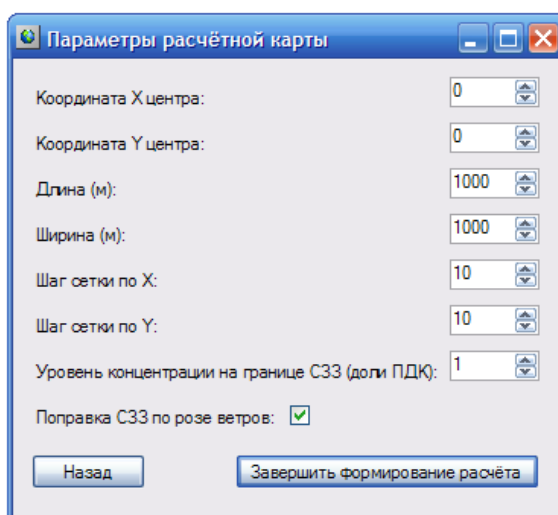 Параметры расчётной карты
Координата X центра: 0
Координата Y центра: 0
Длина (м): 1000
Ширина (м): 1000
Шаг сетки по X: 10
Шаг сетки по Y: 10
Уровень концентрации на границе СЗЗ (доли ПДК): 1
Поправка СЗЗ по розе ветров:
Назад Завершить формирование расчёта